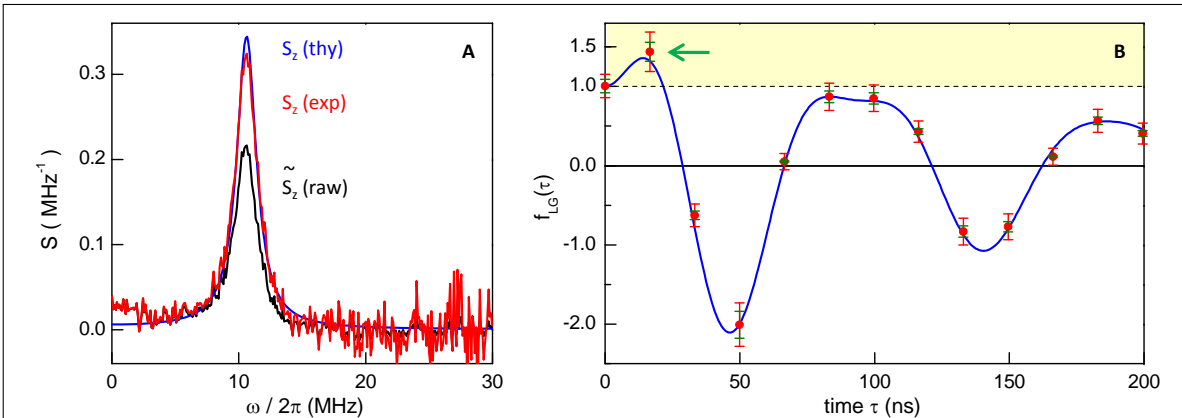 A
S_z (thy)
S_z (exp)
S̃_z (raw)
S ( MHz⁻¹)
0.3
0.2
0.1
0.0
0
10
20
30
ω / 2π (MHz)
B
f_LG(τ)
1.5
1.0
0.0
-1.0
-2.0
0
50
100
150
200
time τ (ns)